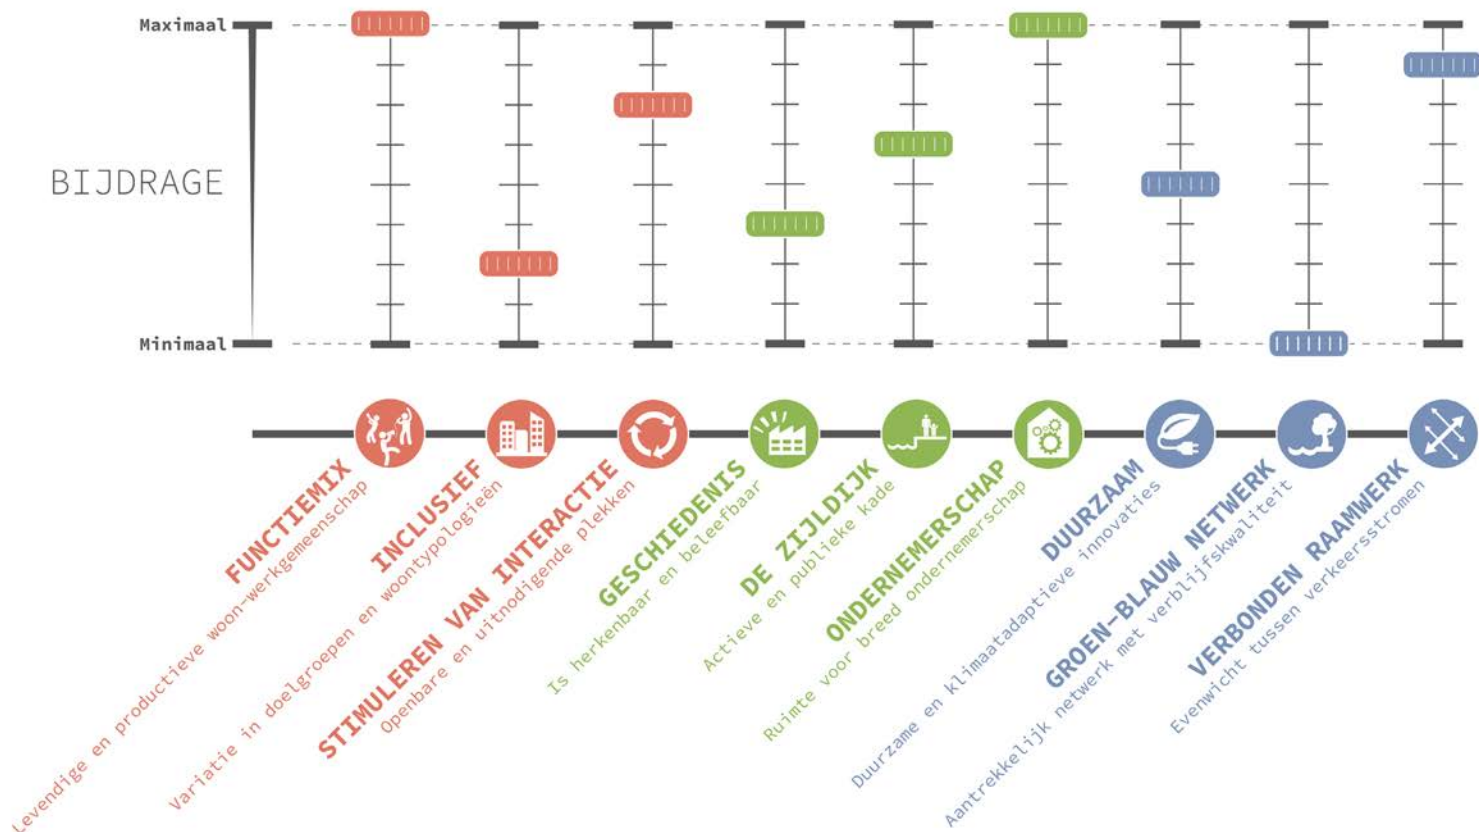 Maximaal
BIJDRAGE
Minimaal
FUNCTIEMIX
Levendige en productieve woon-werkgemeenschap
INCLUSIEF
Variatie in doelgroepen en woontypologieën
STIMULEREN VAN INTERACTIE
Openbare en uitnodigende plekken
GESCHIEDENIS
Is herkenbaar en beleefbaar
DE ZIJLDIJK
Actieve en publieke kade
ONDERNEMERSCHAP
Ruimte voor breed ondernemerschap
DUURZAAM
Duurzame en klimaatadaptieve innovaties
GROEN-BLAUW NETWERK
Aantrekkelijk netwerk met verblijfskwaliteit
VERBONDEN RAAMWERK
Evenwicht tussen verkeersstromen